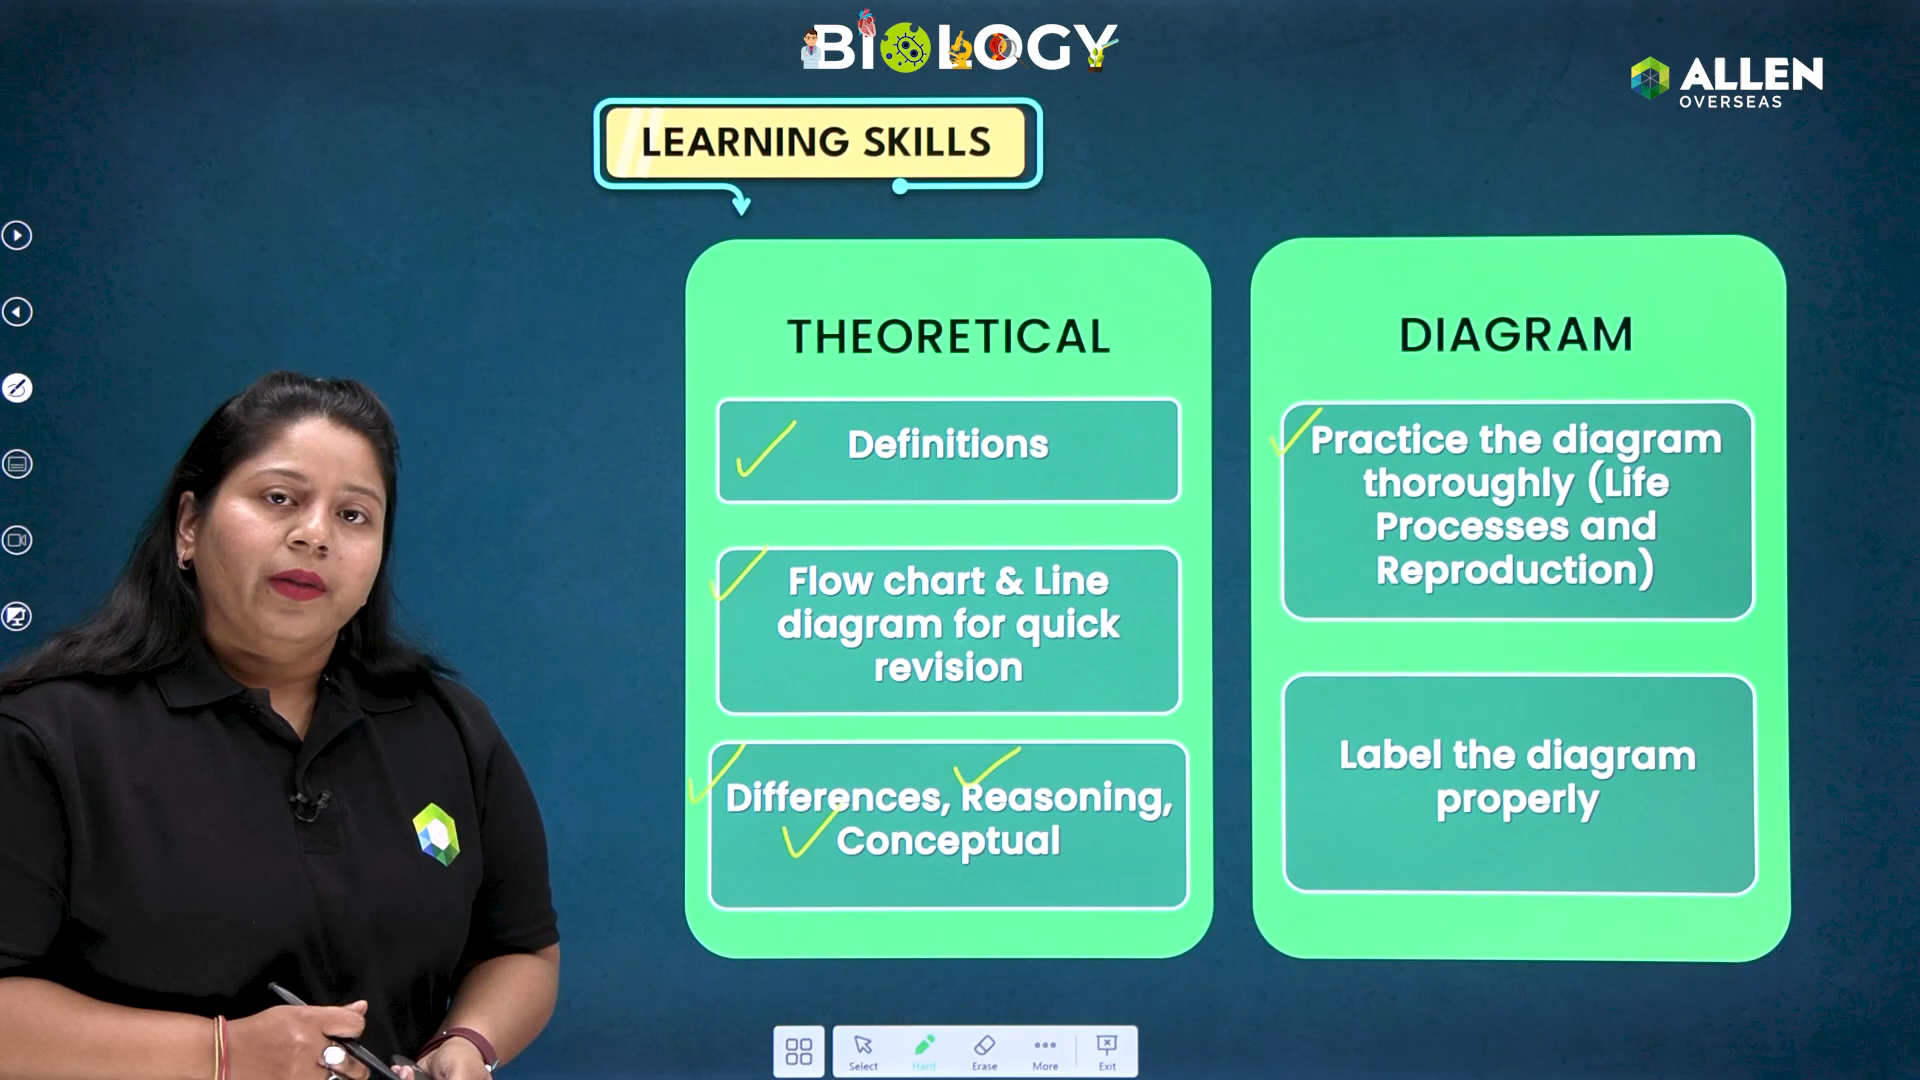 BIOLOGY
ALLEN
OVERSEAS
LEARNING SKILLS
THEORETICAL
Definitions
Flow chart & Line
diagram for quick
revision
Differences, Reasoning,
Conceptual
DIAGRAM
Practice the diagram
thoroughly (Life
Processes and
Reproduction)
Label the diagram
properly
Select
Hard
Erase
More
Exit